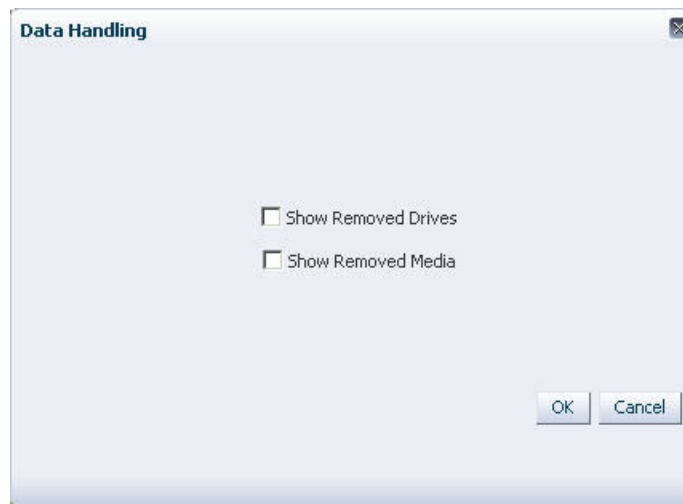 Data Handling
Show Removed Drives
Show Removed Media
OK Cancel